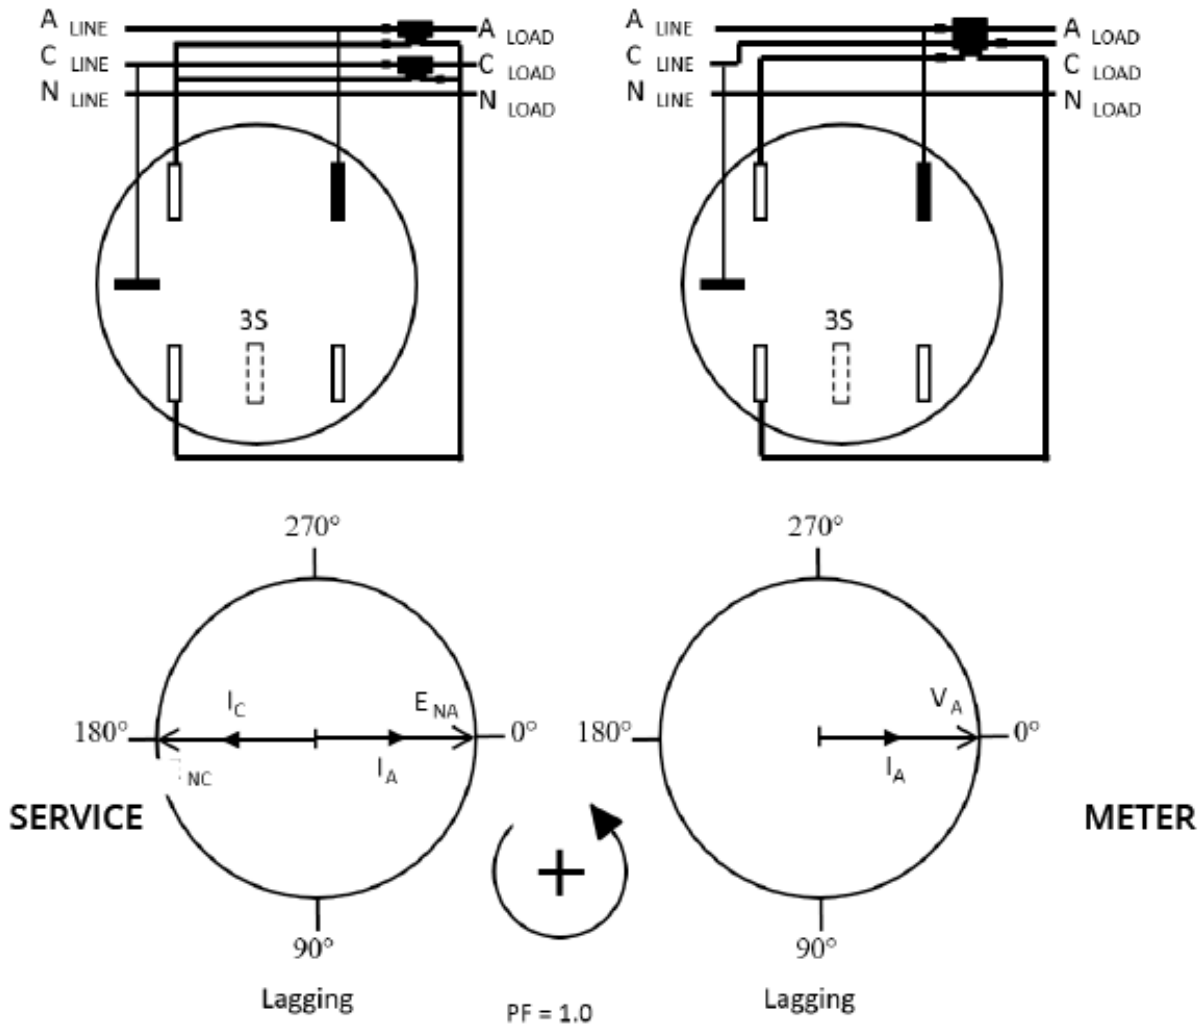 A LINE A LOAD A LINE A LOAD
C LINE C LOAD C LINE C LOAD
N LINE N LOAD N LINE N LOAD
3S 3S
270° 270°
I C E NA V A
180° 0° 180° 0°
NC I A I A
SERVICE METER
+
90° 90°
Lagging PF = 1.0 Lagging